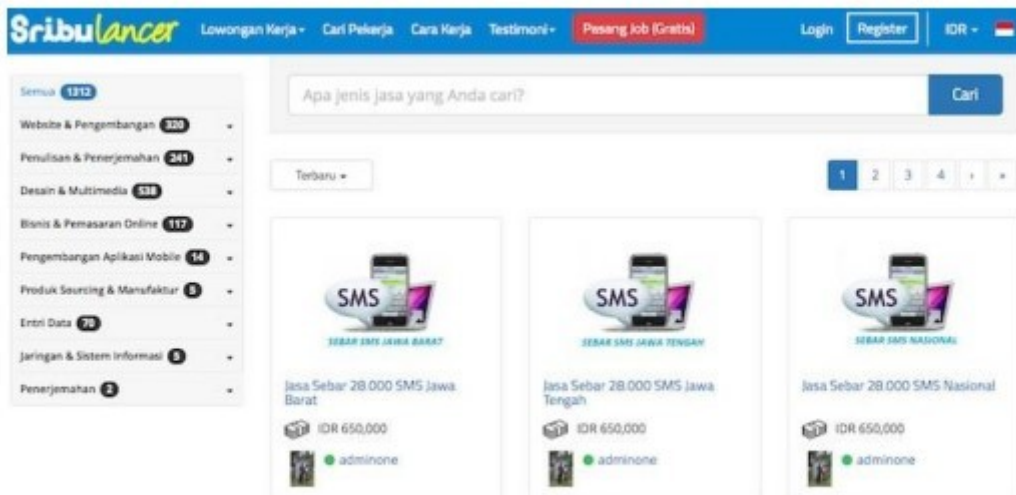 Sribulancer Lowongan Kerja Cari Pekerja Cara Kerja Testimoni Pasang Job (Gratis) Login Register IDR
Semua 1312
Website & Pengembangan 320
Penulisan & Penerjemahan 241
Desain & Multimedia 538
Bisnis & Pemasaran Online 117
Pengembangan Aplikasi Mobile 14
Produk Sourcing & Manufaktur
Entri Data 70
Jaringan & Sistem Informasi
Penerjemahan 2
Apa jenis jasa yang Anda cari? Cari
Terbaru 1 2 3 4 › »
SMS
SEBAR SMS JAWA BARAT
Jasa Sebar 28.000 SMS Jawa
Barat
IDR 650,000
adminone
SMS
SEBAR SMS JAWA TENGAH
Jasa Sebar 28.000 SMS Jawa
Tengah
IDR 650,000
adminone
SMS
SEBAR SMS NASIONAL
Jasa Sebar 28.000 SMS Nasional
IDR 650,000
adminone